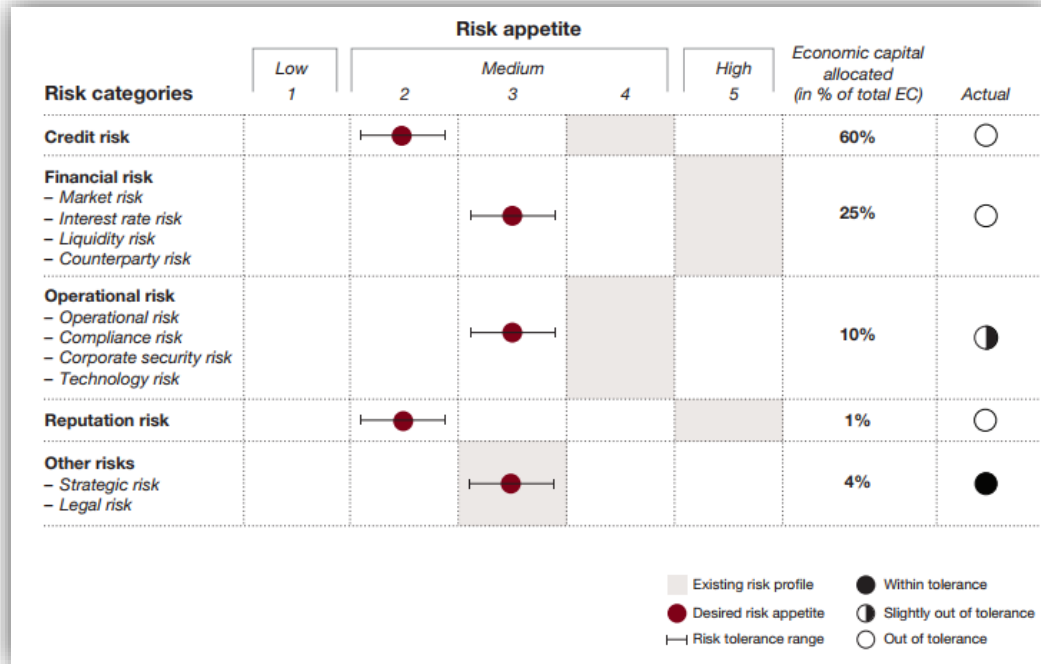 Risk appetite
Low Medium High Economic capital
allocated
Risk categories 1 2 3 4 5 (in % of total EC) Actual
Credit risk 60%
Financial risk
– Market risk
– Interest rate risk 25%
– Liquidity risk
– Counterparty risk
Operational risk
– Operational risk
– Compliance risk 10%
– Corporate security risk
– Technology risk
Reputation risk 1%
Other risks
– Strategic risk 4%
– Legal risk
Existing risk profile Within tolerance
Desired risk appetite Slightly out of tolerance
Risk tolerance range Out of tolerance